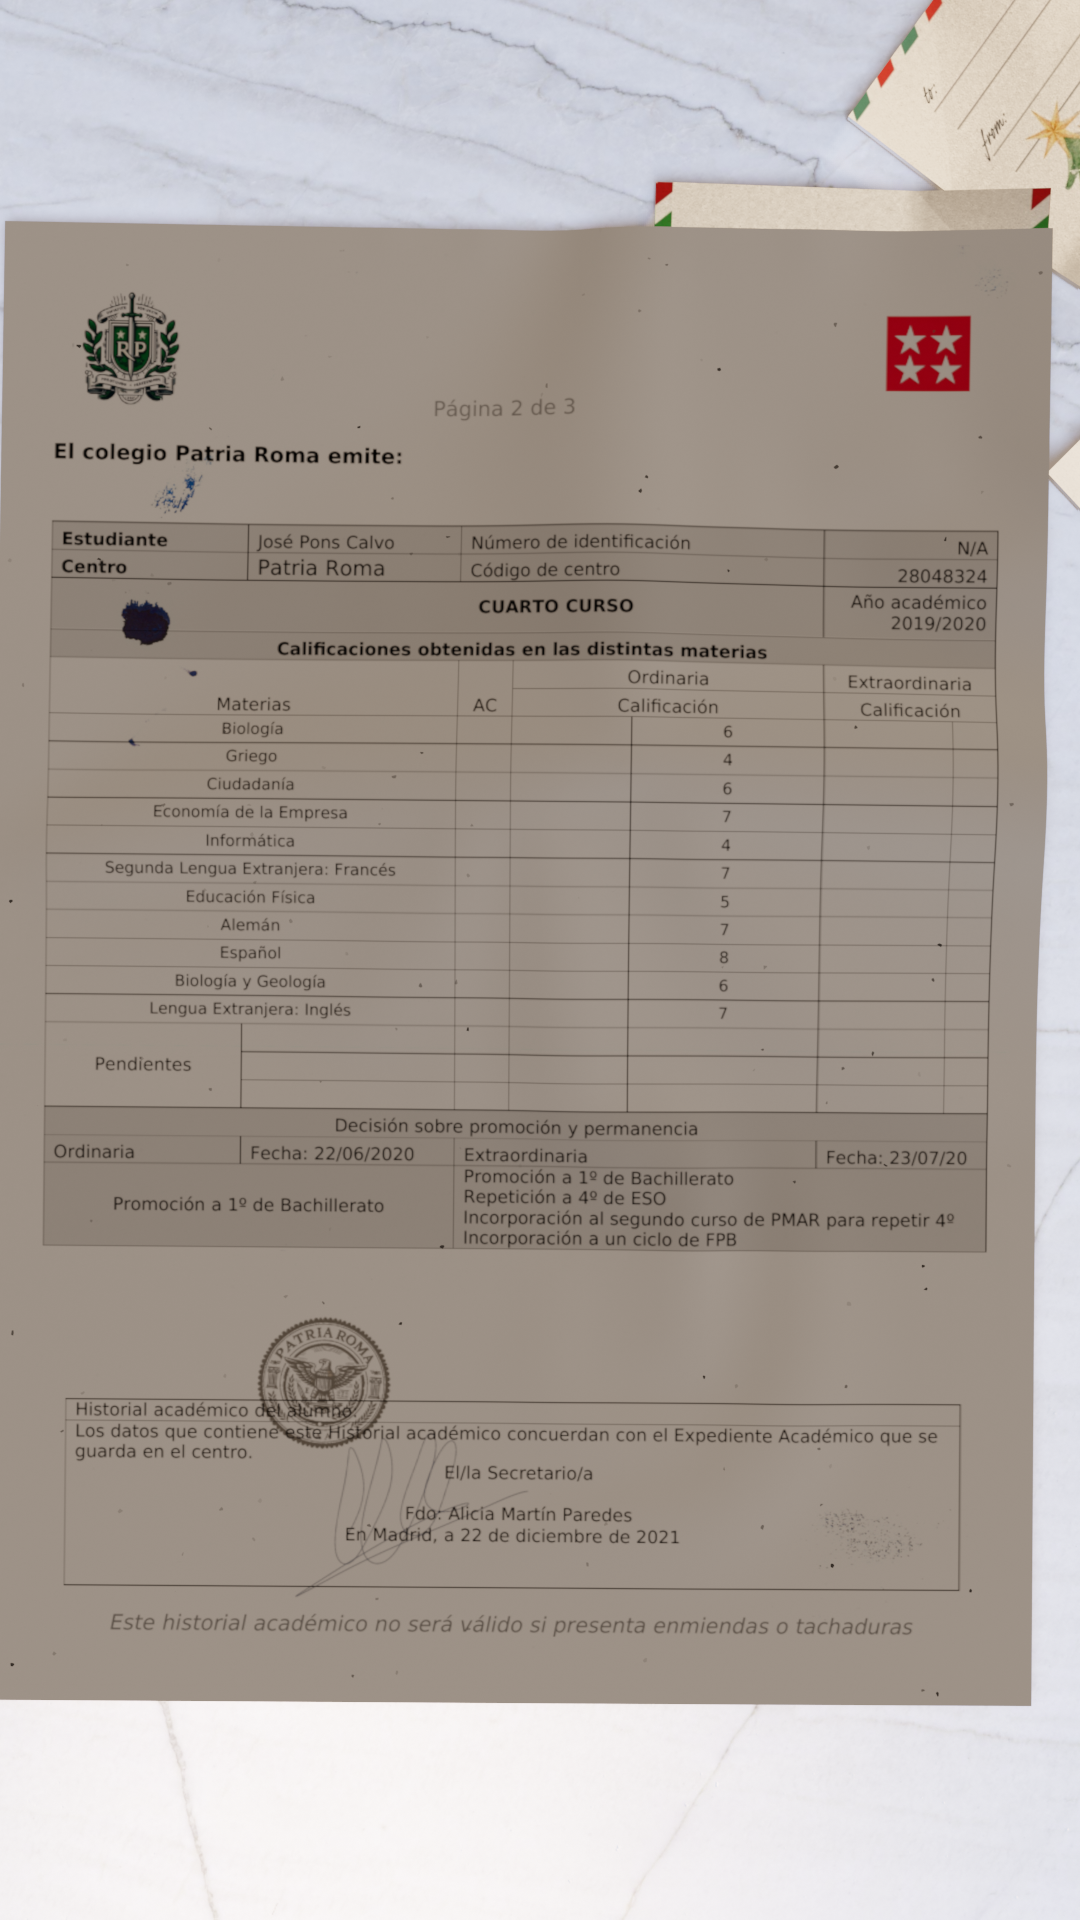 to:
from:
RP
Página 2 de 3
El colegio Patria Roma emite:
Estudiante José Pons Calvo Número de identificación N/A
Centro Patria Roma Código de centro 28048324
CUARTO CURSO Año académico 2019/2020
Calificaciones obtenidas en las distintas materias
Ordinaria Extraordinaria
Materias AC Calificación Calificación
Biología 6
Griego 4
Ciudadanía 6
Economía de la Empresa 7
Informática 4
Segunda Lengua Extranjera: Francés 7
Educación Física 5
Alemán 7
Español 8
Biología y Geología 6
Lengua Extranjera: Inglés 7
Pendientes
Decisión sobre promoción y permanencia
Ordinaria Fecha: 22/06/2020 Extraordinaria Fecha: 23/07/20
Promoción a 1º de Bachillerato
Promoción a 1º de Bachillerato
Repetición a 4º de ESO
Incorporación al segundo curso de PMAR para repetir 4º
Incorporación a un ciclo de FPB
PATRIA ROMA
Historial académico del alumno.
Los datos que contiene este Historial académico concuerdan con el Expediente Académico que se
guarda en el centro.
El/la Secretario/a
Fdo: Alicia Martín Paredes
En Madrid, a 22 de diciembre de 2021
Este historial académico no será válido si presenta enmiendas o tachaduras